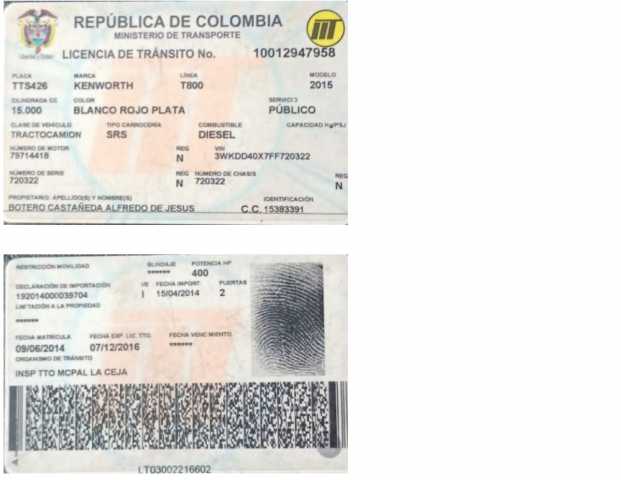 REPÚBLICA DE COLOMBIA
MINISTERIO DE TRANSPORTE
LICENCIA DE TRÁNSITO No. 10012947958
PLACA MARCA LÍNEA MODELO
TTS426 KENWORTH T800 2015
CILINDRADA CC COLOR SERVICIO
15.000 BLANCO ROJO PLATA PÚBLICO
CLASE DE VEHÍCULO TIPO CARROCERÍA COMBUSTIBLE CAPACIDAD Kg/PSJ
TRACTOCAMION SRS DIESEL
NÚMERO DE MOTOR REG VIN
79714418 N 3WKDD40X7FF720322
NÚMERO DE SERIE REG NÚMERO DE CHASIS REG
720322 N 720322 N
PROPIETARIO: APELLIDO(S) Y NOMBRE(S) IDENTIFICACIÓN
BOTERO CASTAÑEDA ALFREDO DE JESUS C.C. 15383391
RESTRICCIÓN MOVILIDAD BLINDAJE POTENCIA HP
****** 400
DECLARACIÓN DE IMPORTACIÓN I/E FECHA IMPORT. PUERTAS
192014000039704 I 15/04/2014 2
LIMITACIÓN A LA PROPIEDAD
******
FECHA MATRICULA FECHA EXP. LIC. TTO. FECHA VENCIMIENTO
09/06/2014 07/12/2016 ******
ORGANISMO DE TRÁNSITO
INSP TTO MCPAL LA CEJA
LT03002216602